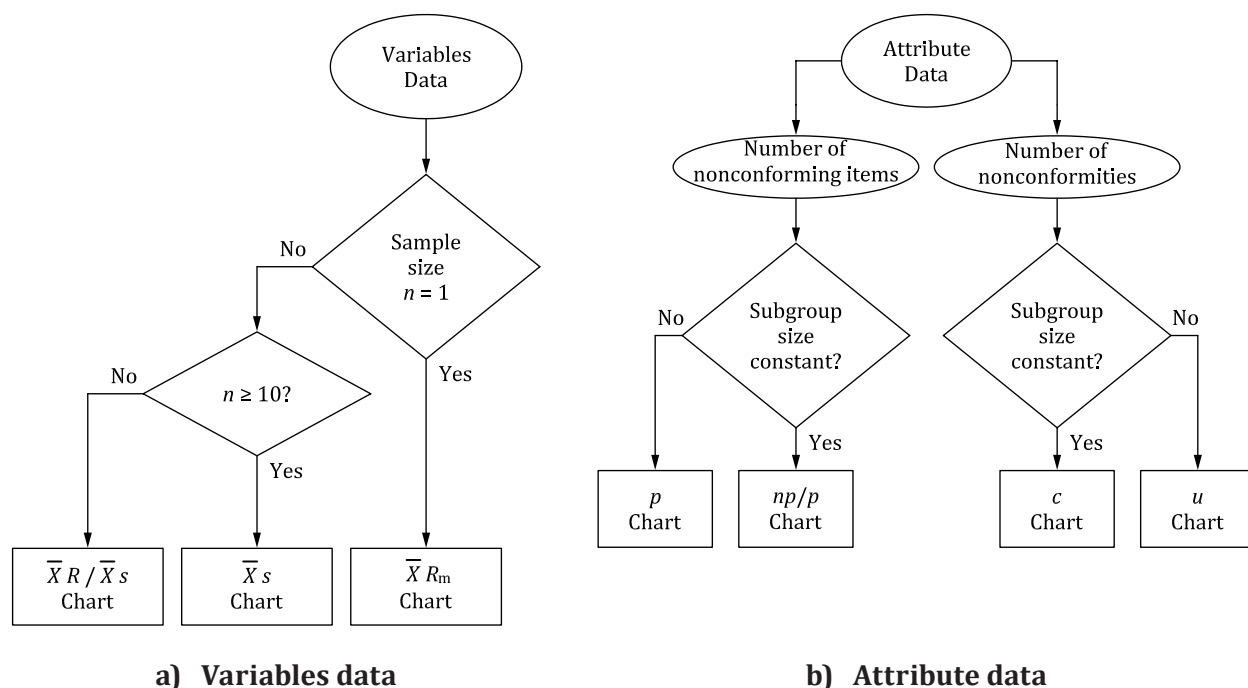 Variables
Data
Sample
size
n = 1
No
Yes
n ≥ 10?
No
Yes
X̅ R / X̅ s
Chart
X̅ s
Chart
X̅ Rₘ
Chart
a) Variables data
Attribute
Data
Number of
nonconforming items
Number of
nonconformities
Subgroup
size
constant?
No
Yes
Subgroup
size
constant?
No
Yes
p
Chart
np/p
Chart
c
Chart
u
Chart
b) Attribute data